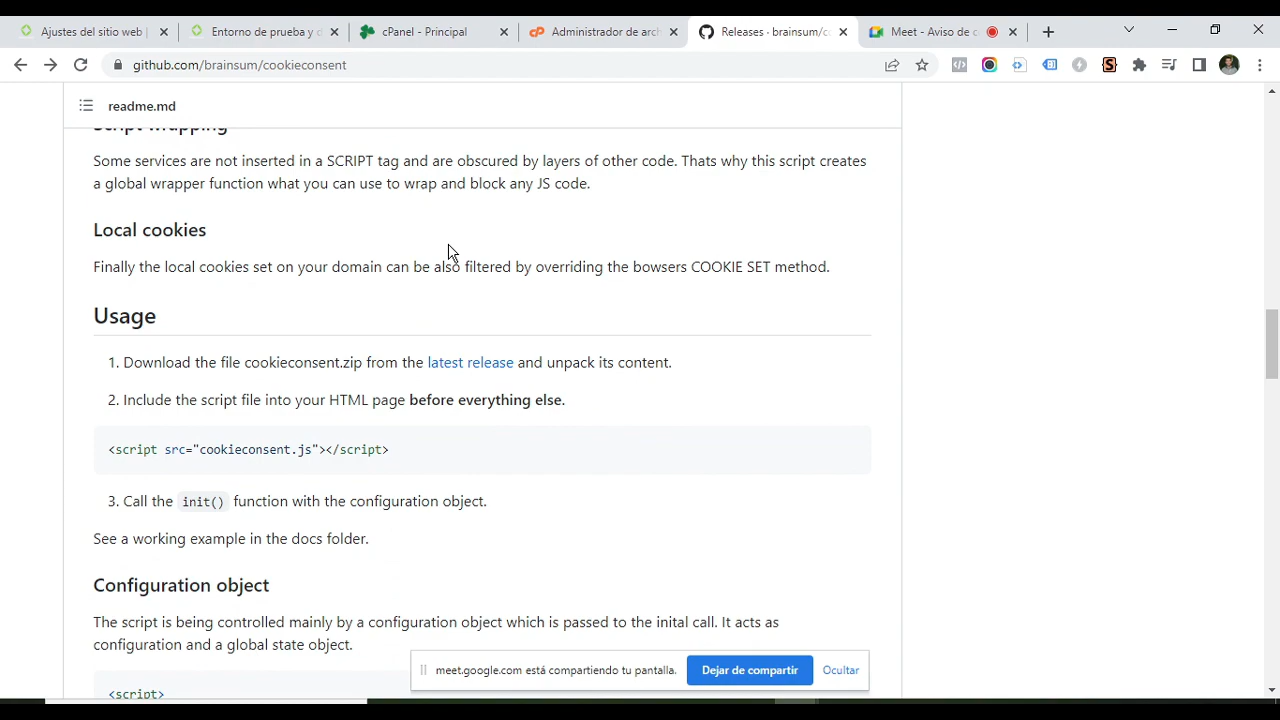 Ajustes del sitio web |
Entorno de prueba y d
cPanel - Principal
Administrador de arch
Releases · brainsum/co
Meet - Aviso de c
github.com/brainsum/cookieconsent
readme.md
Script wrapping
Some services are not inserted in a SCRIPT tag and are obscured by layers of other code. Thats why this script creates
a global wrapper function what you can use to wrap and block any JS code.
Local cookies
Finally the local cookies set on your domain can be also filtered by overriding the bowsers COOKIE SET method.
Usage
1. Download the file cookieconsent.zip from the latest release and unpack its content.
2. Include the script file into your HTML page before everything else.
<script src="cookieconsent.js"></script>
3. Call the init() function with the configuration object.
See a working example in the docs folder.
Configuration object
The script is being controlled mainly by a configuration object which is passed to the inital call. It acts as
configuration and a global state object.
meet.google.com está compartiendo tu pantalla.
Dejar de compartir
Ocultar
<script>